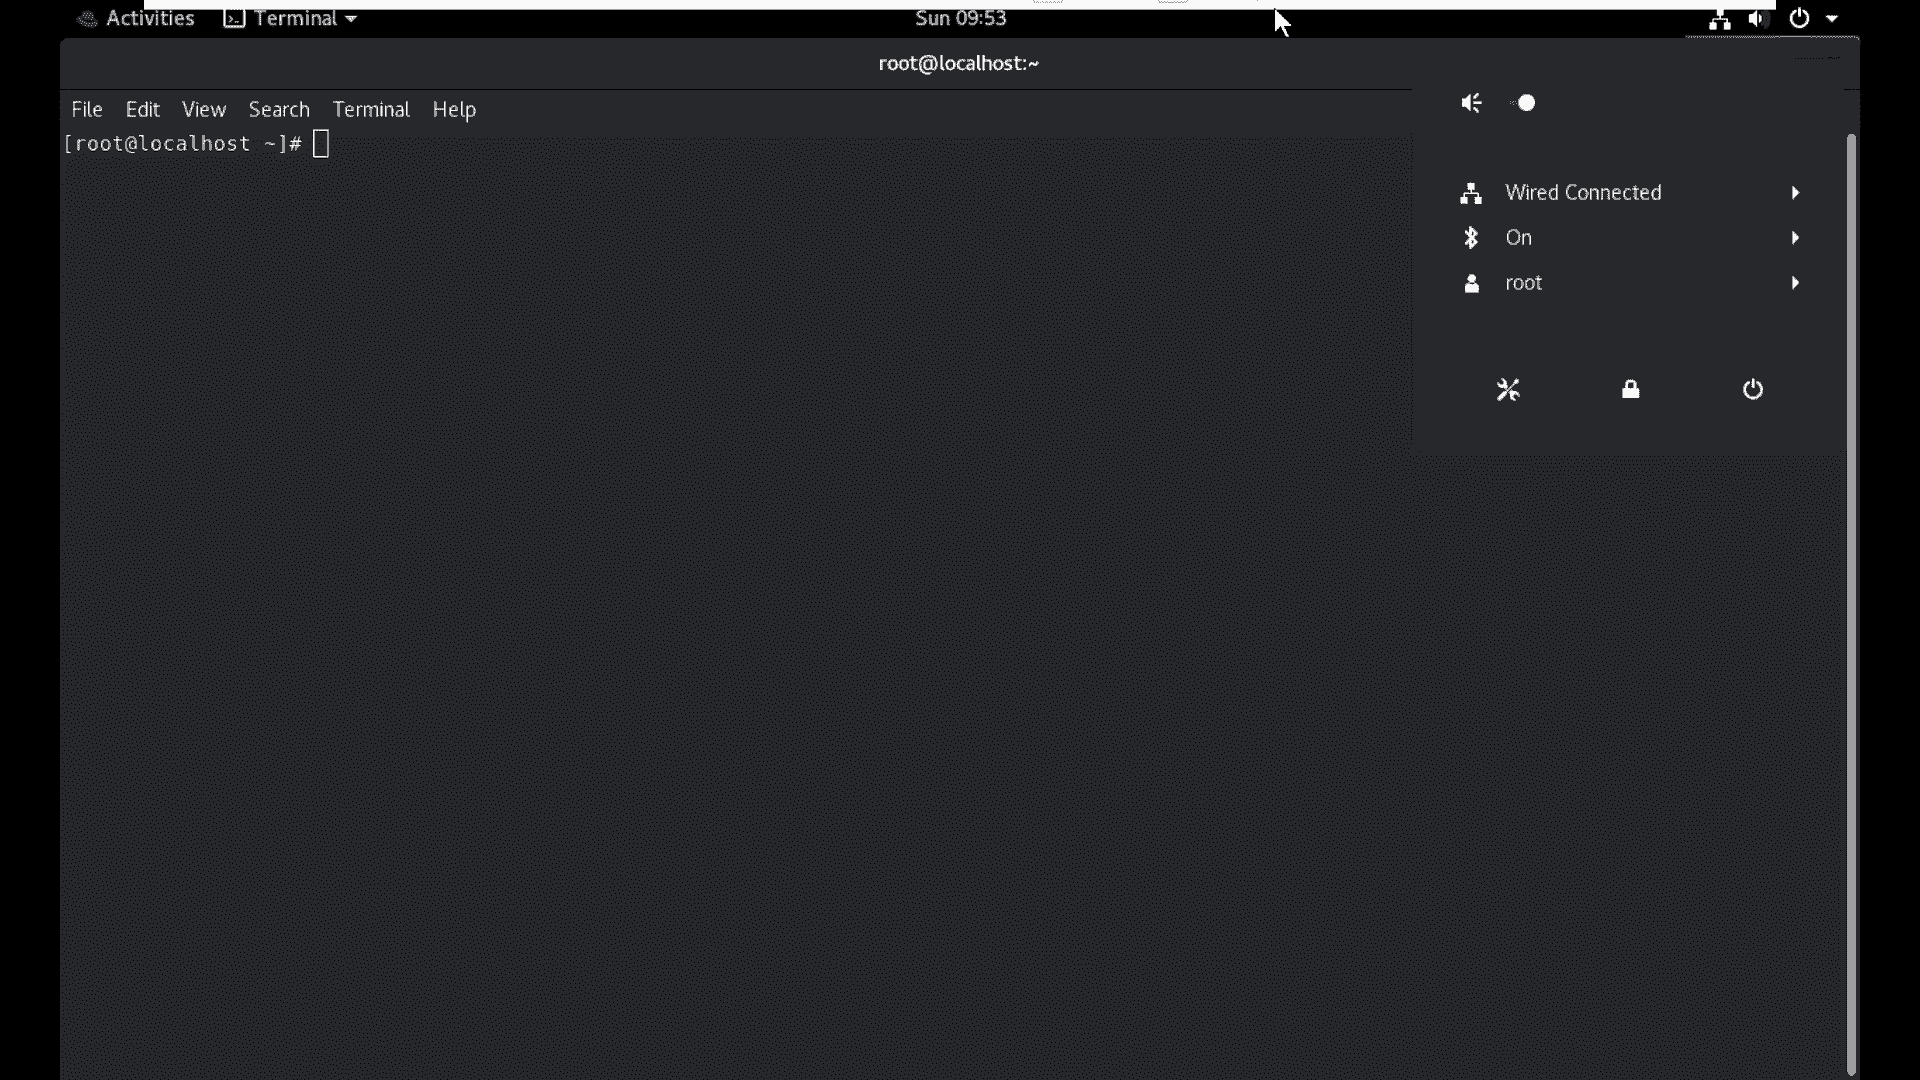 Activities Terminal Sun 09:53
root@localhost:~
File Edit View Search Terminal Help
[root@localhost ~]#
Wired Connected
On
root